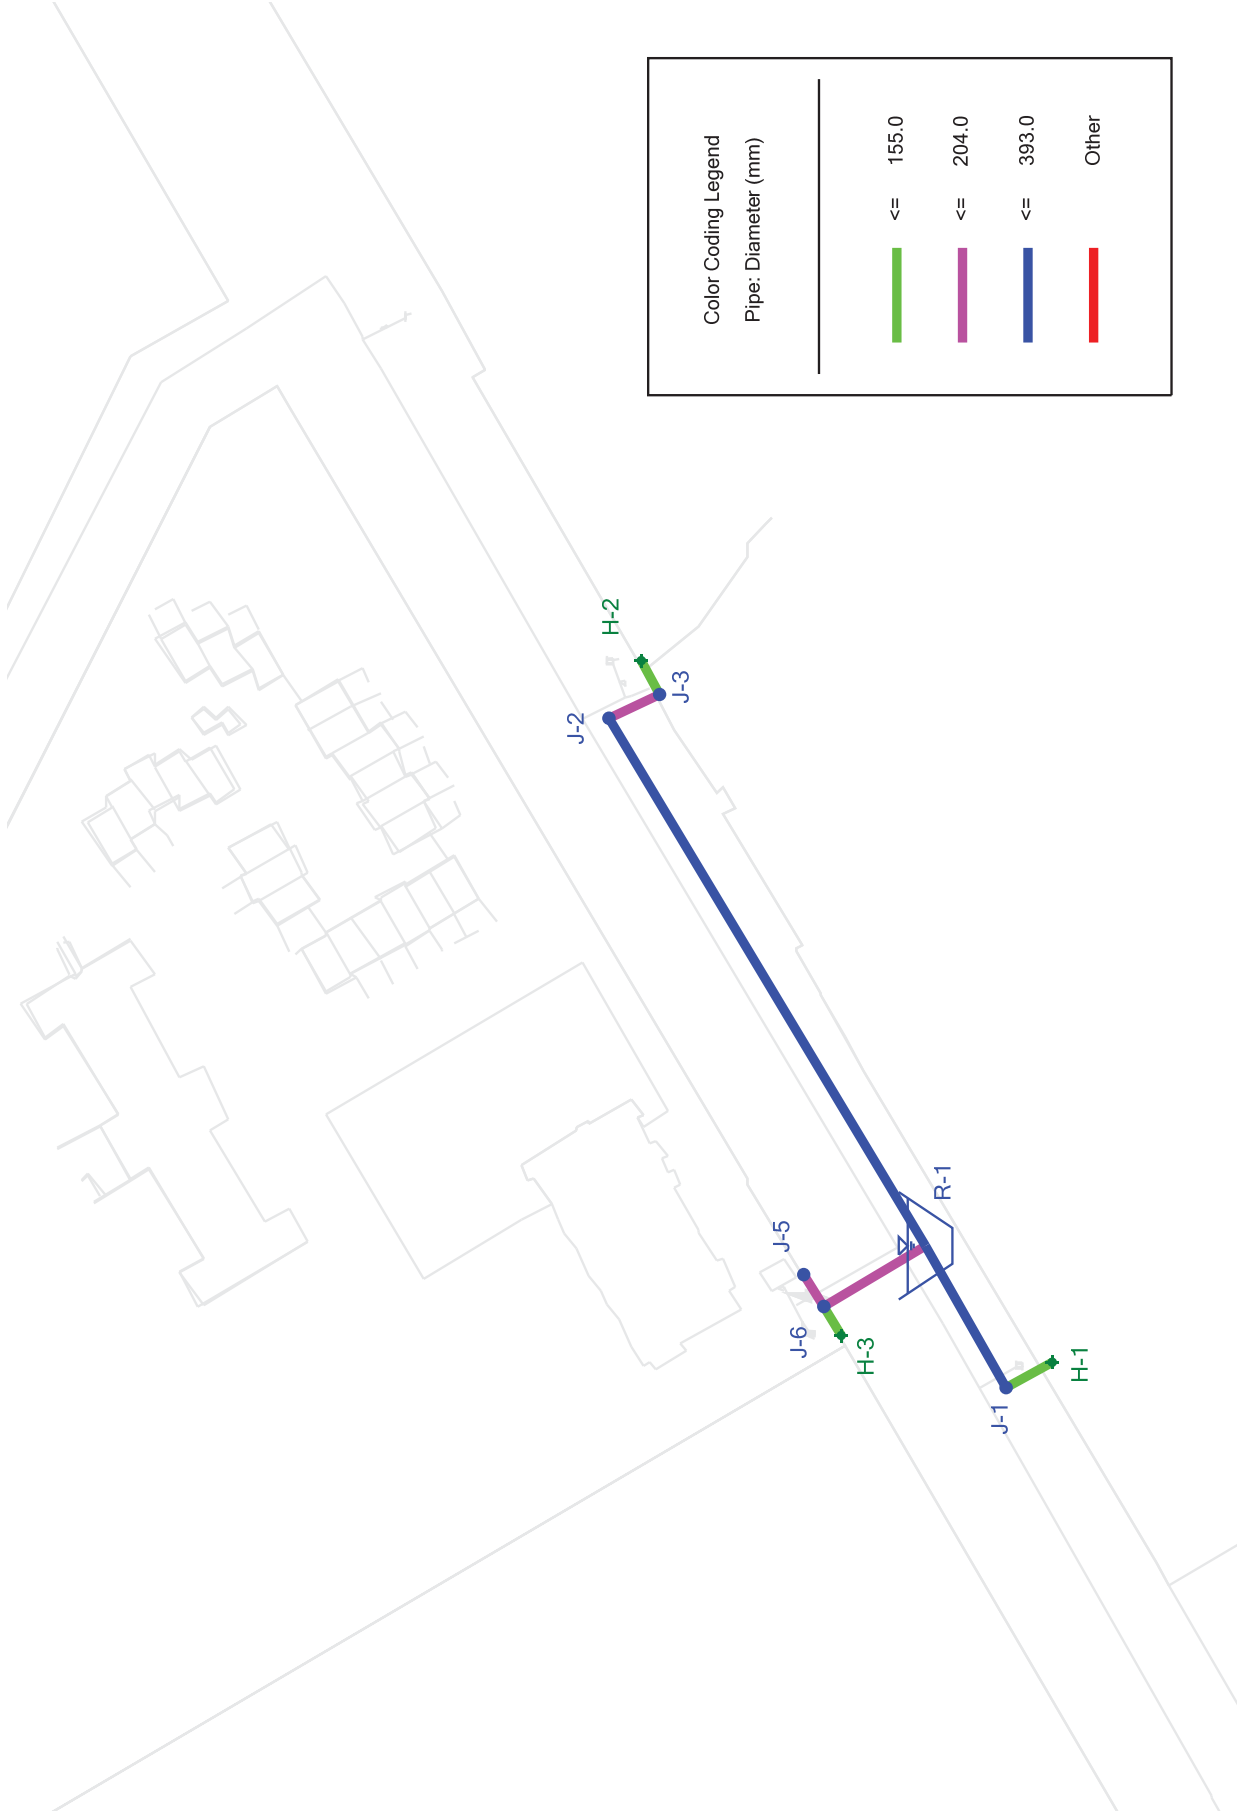 Color Coding Legend
Pipe: Diameter (mm)
<= 155.0
<= 204.0
<= 393.0
Other
H-2
J-3
J-2
R-1
J-5
J-6
H-3
H-1
J-1